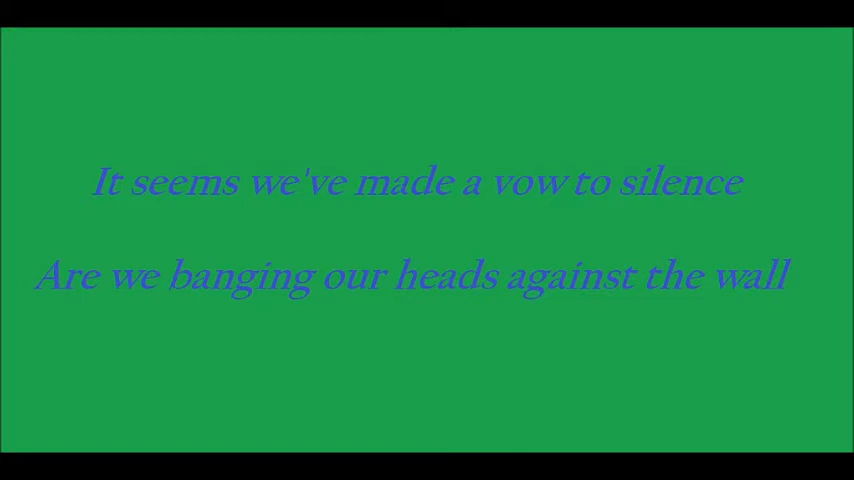 It seems we've made a vow to silence
Are we banging our heads against the wall